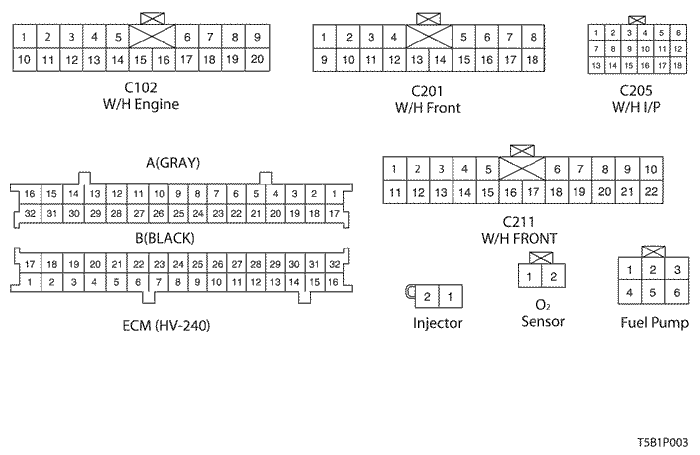 1 2 3 4 5 6 7 8 9
10 11 12 13 14 15 16 17 18 19 20
C102
W/H Engine
1 2 3 4 5 6 7 8
9 10 11 12 13 14 15 16 17 18
C201
W/H Front
1 2 3 4 5 6
7 8 9 10 11 12
13 14 15 16 17 18
C205
W/H I/P
A(GRAY)
16 15 14 13 12 11 10 9 8 7 6 5 4 3 2 1
32 31 30 29 28 27 26 25 24 23 22 21 20 19 18 17
B(BLACK)
17 18 19 20 21 22 23 24 25 26 27 28 29 30 31 32
1 2 3 4 5 6 7 8 9 10 11 12 13 14 15 16
ECM (HV-240)
1 2 3 4 5 6 7 8 9 10
11 12 13 14 15 16 17 18 19 20 21 22
C211
W/H FRONT
2 1
Injector
1 2
O2
Sensor
1 2 3
4 5 6
Fuel Pump
T5B1P003